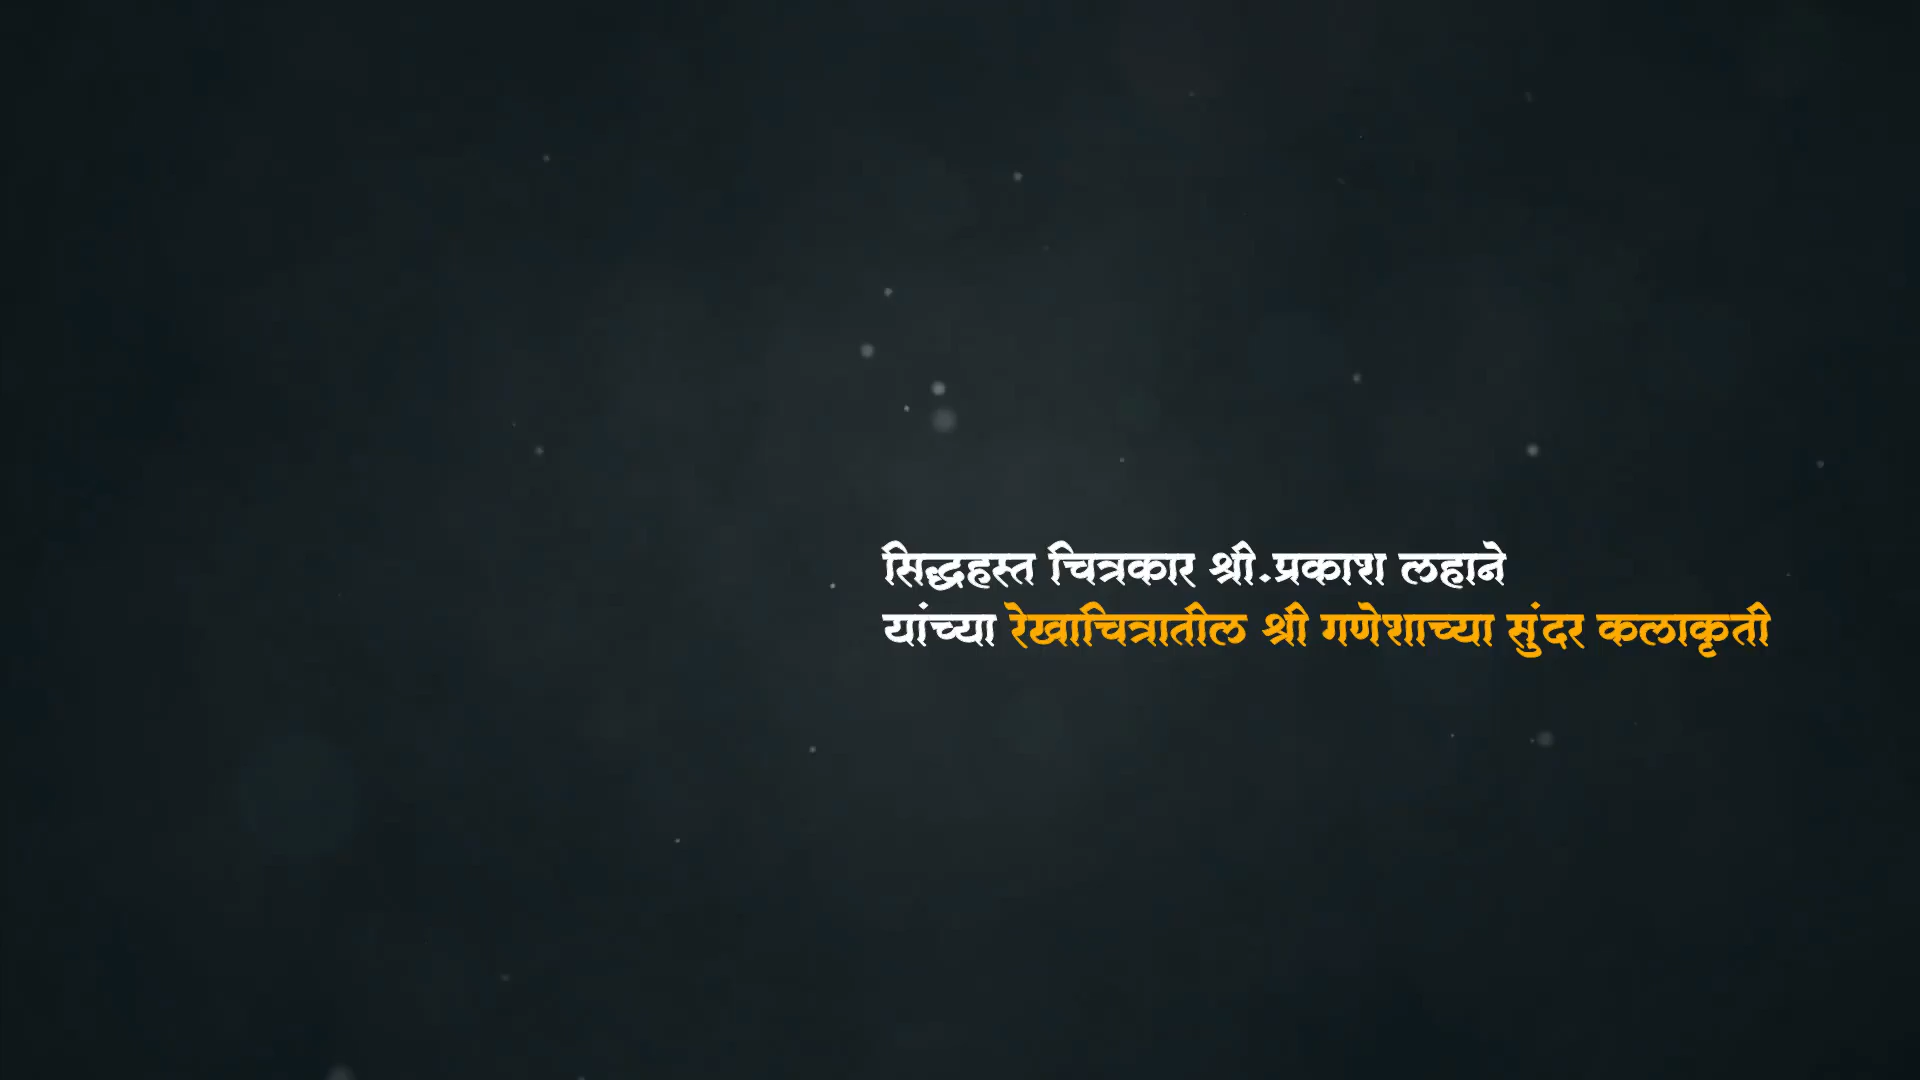 सिद्धहस्त चित्रकार श्री.प्रकाश लहाने
यांच्या रेखाचित्रातील श्री गणेशाच्या सुंदर कलाकृती